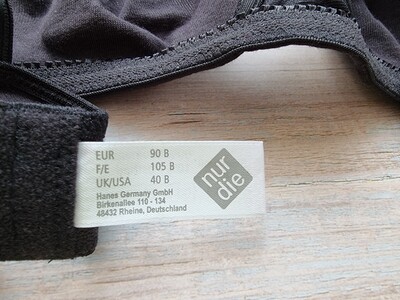 EUR 90 B
F/E 105 B
UK/USA 40 B
Hanes Germany GmbH
Birkenallee 110 - 134
48432 Rheine, Deutschland
nur
die